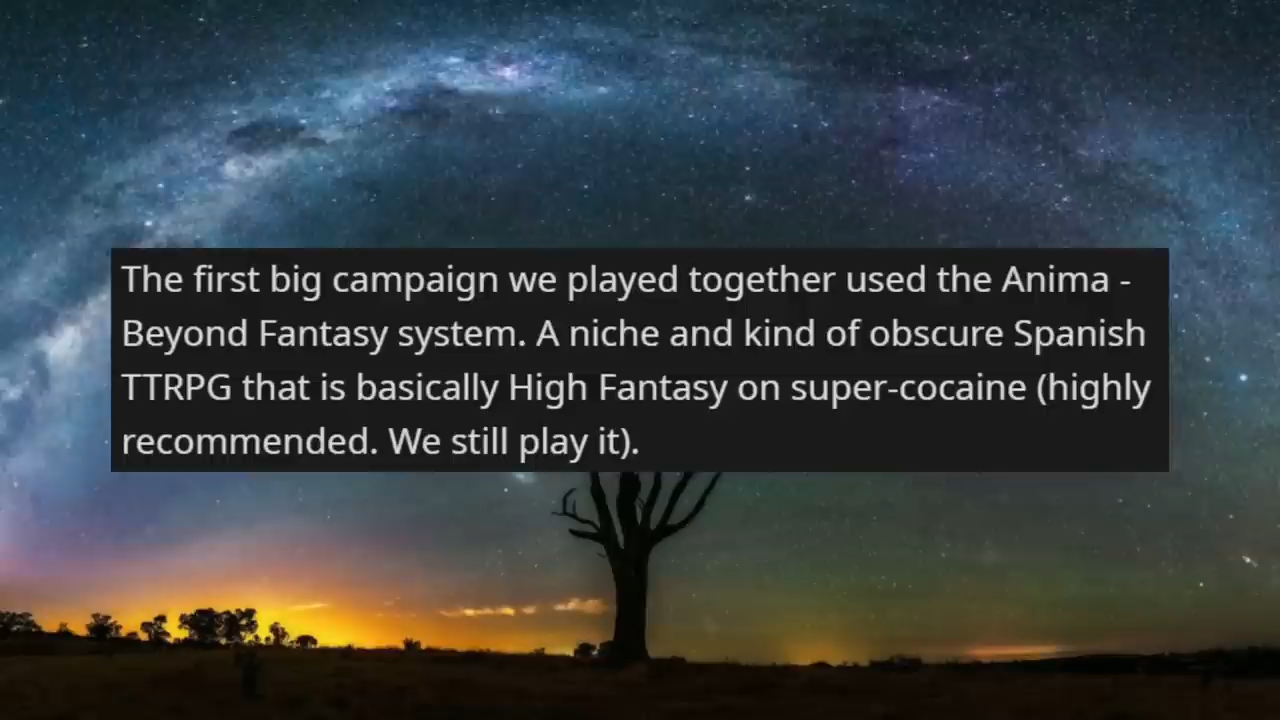 The first big campaign we played together used the Anima -
Beyond Fantasy system. A niche and kind of obscure Spanish
TTRPG that is basically High Fantasy on super-cocaine (highly
recommended. We still play it).